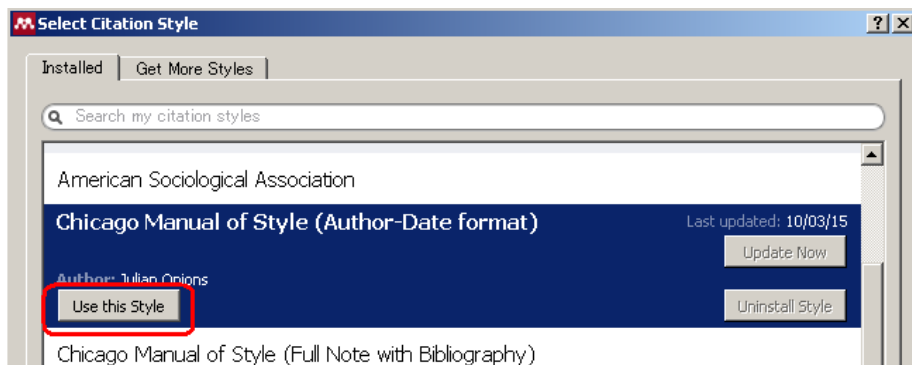 Select Citation Style
Installed
Get More Styles
Search my citation styles
American Sociological Association
Chicago Manual of Style (Author-Date format)
Last updated: 10/03/15
Update Now
Author: Julian Onions
Use this Style
Uninstall Style
Chicago Manual of Style (Full Note with Bibliography)